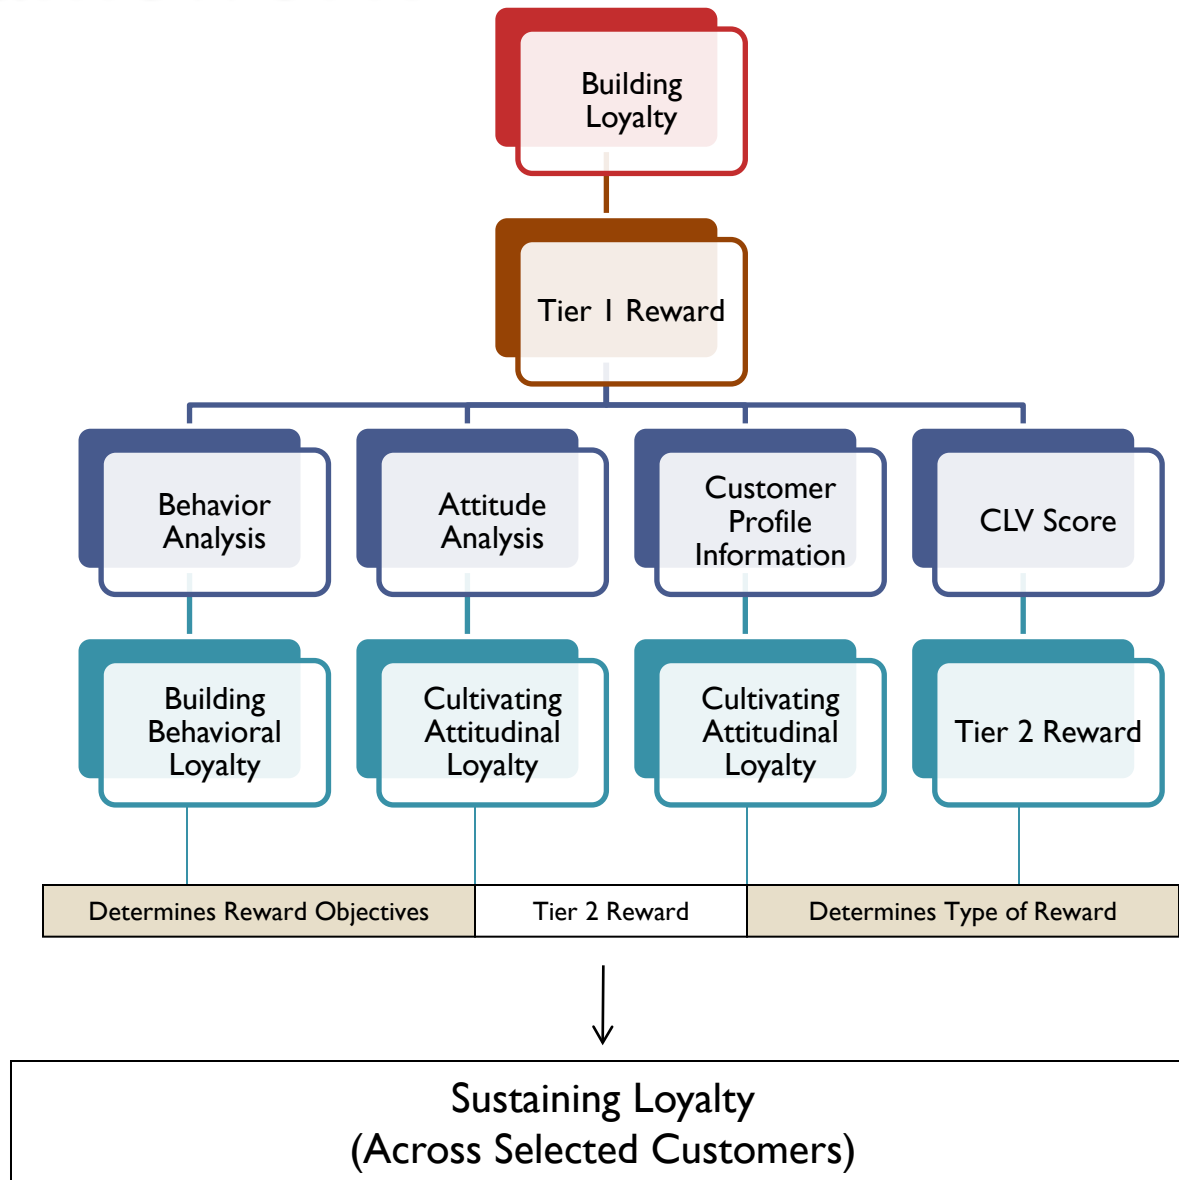 Building
Loyalty
Tier 1 Reward
Behavior
Analysis
Attitude
Analysis
Customer
Profile
Information
CLV Score
Building
Behavioral
Loyalty
Cultivating
Attitudinal
Loyalty
Cultivating
Attitudinal
Loyalty
Tier 2 Reward
Determines Reward Objectives
Tier 2 Reward
Determines Type of Reward
Sustaining Loyalty
(Across Selected Customers)